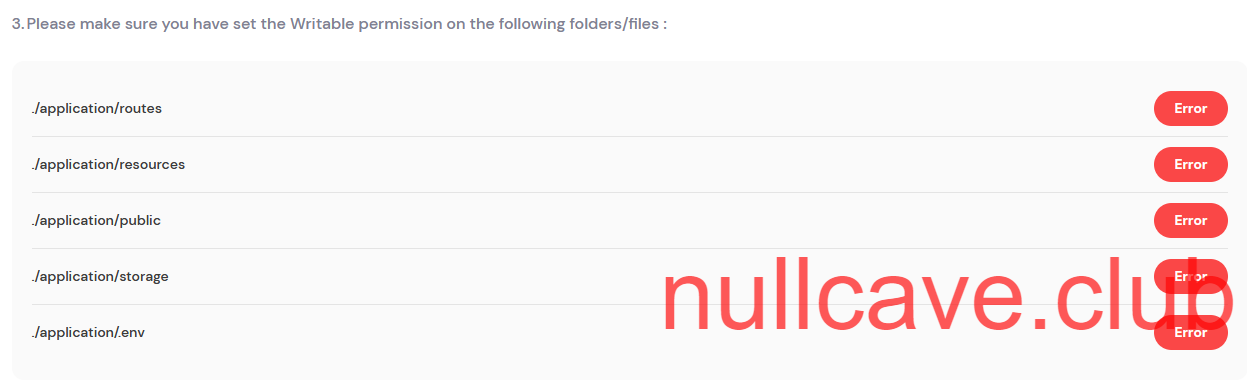 3. Please make sure you have set the Writable permission on the following folders/files :
./application/routes Error
./application/resources Error
./application/public Error
./application/storage Error
nullcave.club
./application/.env Error